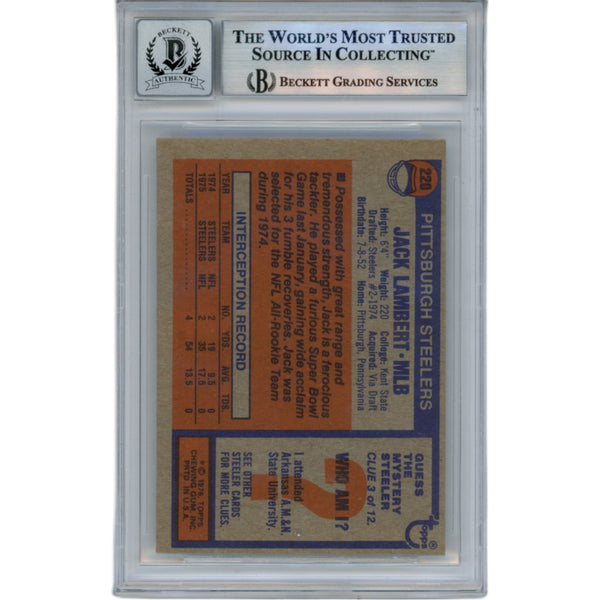 BECKETT
AUTHENTIC
THE WORLD'S MOST TRUSTED
SOURCE IN COLLECTING™
BECKETT GRADING SERVICES
220
PITTSBURGH STEELERS
JACK LAMBERT • MLB
Height: 6'4" Weight: 220 College: Kent State
Drafted: Steelers #2-1974 Acquired: Via Draft
Birthdate: 7-8-52 Home: Pittsburgh, Pennsylvania
■ Possessed with great range and
tremendous strength, Jack is a ferocious
tackler. He played a furious Super Bowl
Game last January, gaining wide acclaim
for his 3 fumble recoveries. Jack was
selected for the NFL All-Rookie Team
during 1974.
INTERCEPTION RECORD
YEAR TEAM NO. YDS. AVG. TDS.
1974 STEELERS NFL 2 19 9.5 0
1975 STEELERS NFL 2 35 17.5 0
TOTALS 4 54 13.5 0
Topps®
GUESS
THE
MYSTERY
STEELER
CLUE 3 of 12.
?
WHO AM I?
I attended
Arkansas A.M.&N.
State University.
SEE OTHER
STEELER CARDS
FOR MORE CLUES.
© 1976, TOPPS
CHEWING GUM, INC.
PRTD IN U.S.A.